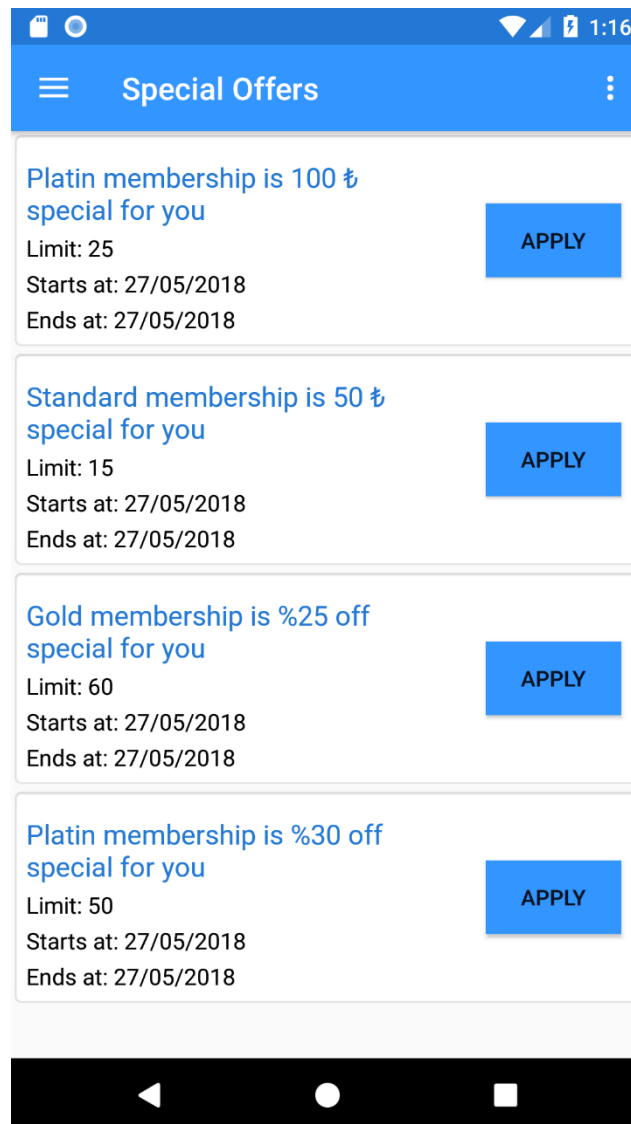 1:16
Special Offers
Platin membership is 100 ₺
special for you
Limit: 25
Starts at: 27/05/2018
Ends at: 27/05/2018
APPLY
Standard membership is 50 ₺
special for you
Limit: 15
Starts at: 27/05/2018
Ends at: 27/05/2018
APPLY
Gold membership is %25 off
special for you
Limit: 60
Starts at: 27/05/2018
Ends at: 27/05/2018
APPLY
Platin membership is %30 off
special for you
Limit: 50
Starts at: 27/05/2018
Ends at: 27/05/2018
APPLY